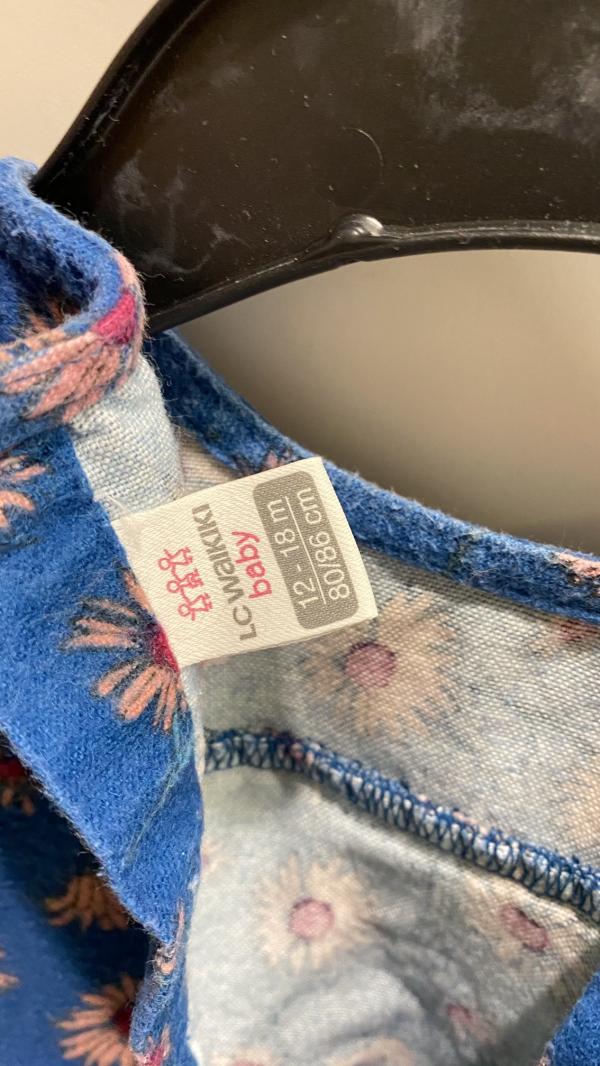 LC WAIKIKI
baby
12 - 18 m
80/86 cm